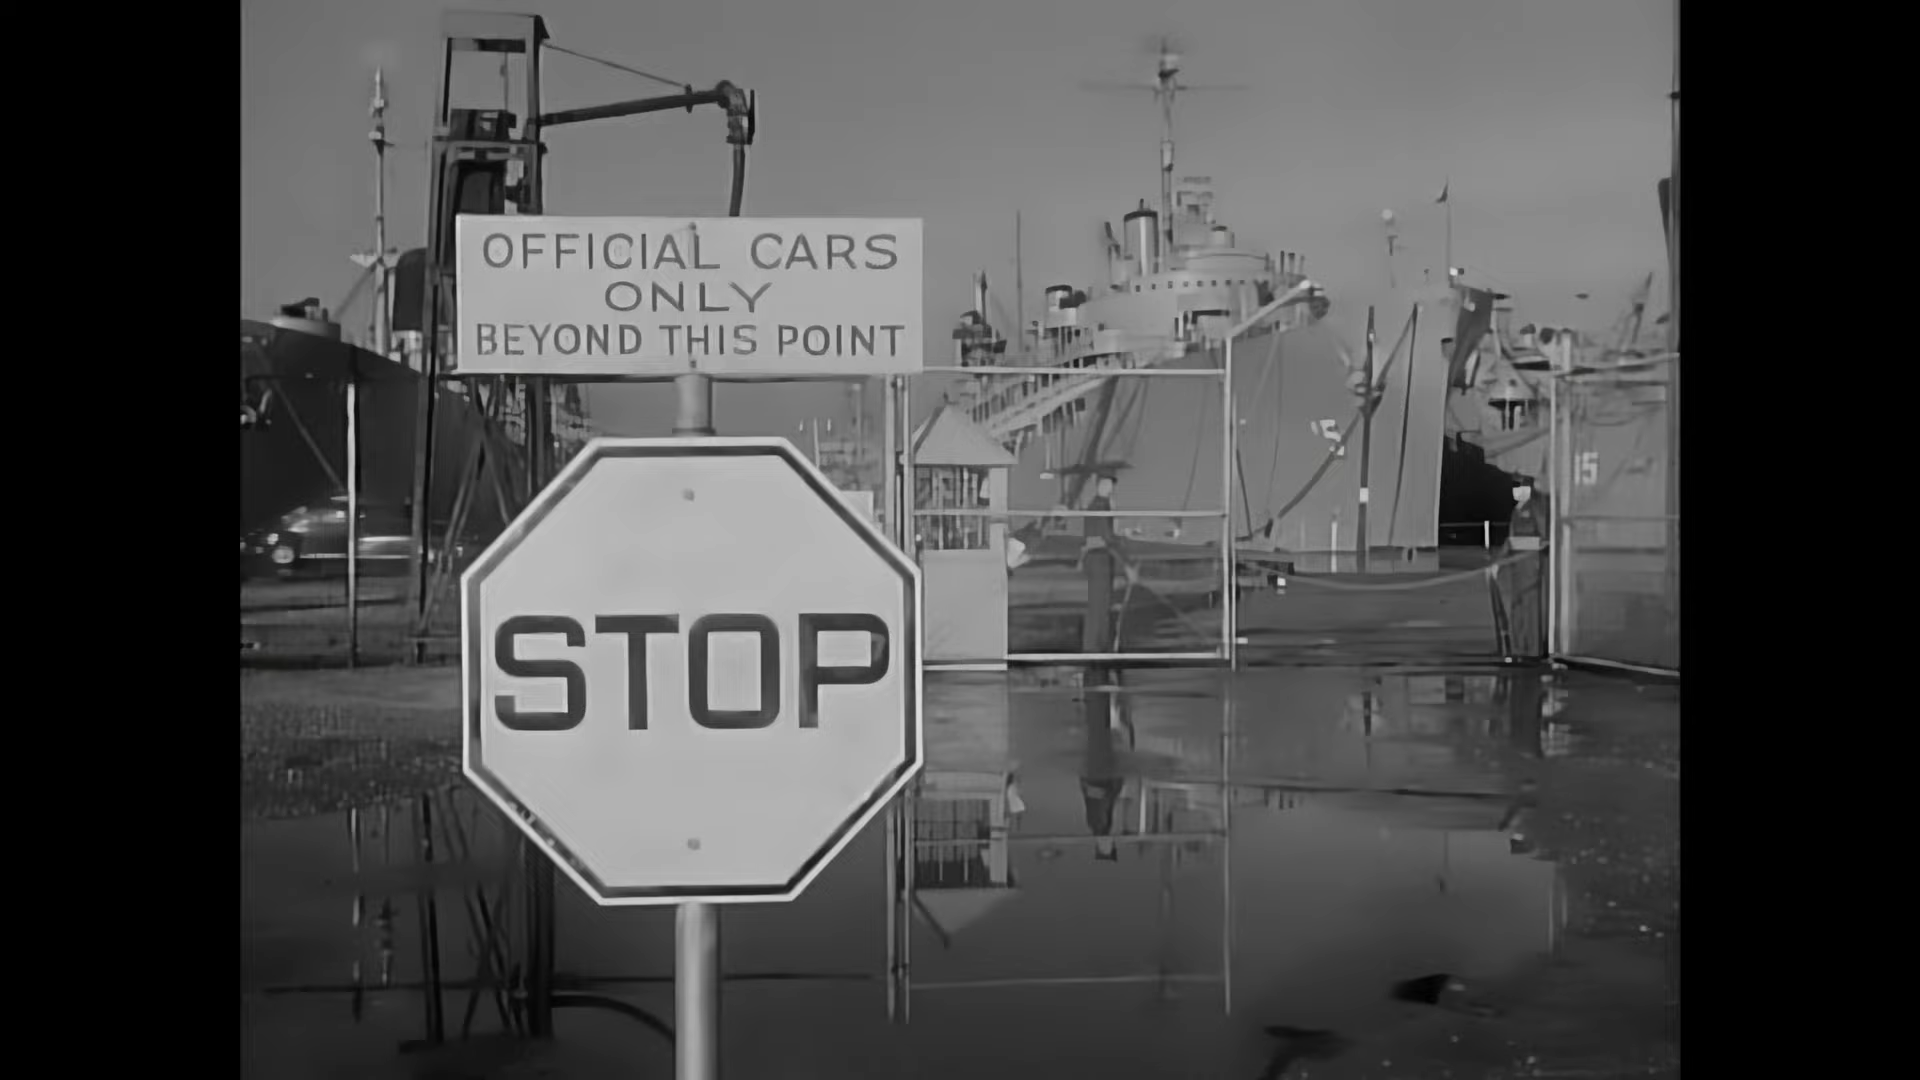 OFFICIAL CARS
ONLY
BEYOND THIS POINT
STOP
15